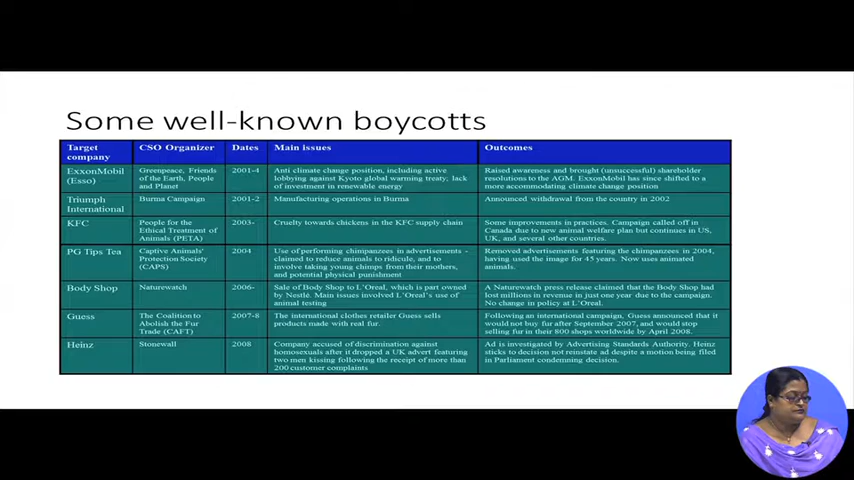 Some well-known boycotts
Target company | CSO Organizer | Dates | Main issues | Outcomes
ExxonMobil (Esso) | Greenpeace, Friends of the Earth, People and Planet | 2001-4 | Anti climate change position, including active lobbying against Kyoto global warming treaty; lack of investment in renewable energy | Raised awareness and brought (unsuccessful) shareholder resolutions to the AGM. ExxonMobil has since shifted to a more accommodating climate change position
Triumph International | Burma Campaign | 2001-2 | Manufacturing operations in Burma | Announced withdrawal from the country in 2002
KFC | People for the Ethical Treatment of Animals (PETA) | 2003- | Cruelty towards chickens in the KFC supply chain | Some improvements in practices. Campaign called off in Canada due to new animal welfare plan but continues in US, UK, and several other countries.
PG Tips Tea | Captive Animals' Protection Society (CAPS) | 2004 | Use of performing chimpanzees in advertisements - claimed to reduce animals to ridicule, and to involve taking young chimps from their mothers, and potential physical punishment | Removed advertisements featuring the chimpanzees in 2004, having used the image for 45 years. Now uses animated animals.
Body Shop | Naturewatch | 2006- | Sale of Body Shop to L'Oreal, which is part owned by Nestlé. Main issues involved L'Oreal's use of animal testing | A Naturewatch press release claimed that the Body Shop had lost millions in revenue in just one year due to the campaign. No change in policy at L'Oreal.
Guess | The Coalition to Abolish the Fur Trade (CAFT) | 2007-8 | The international clothes retailer Guess sells products made with real fur. | Following an international campaign, Guess announced that it would not buy fur after September 2007, and would stop selling fur in their 800 shops worldwide by April 2008.
Heinz | Stonewall | 2008 | Company accused of discrimination against homosexuals after it dropped a UK advert featuring two men kissing following the receipt of more than 200 customer complaints | Ad is investigated by Advertising Standards Authority. Heinz sticks to decision not reinstate ad despite a motion being filed in Parliament condemning decision.